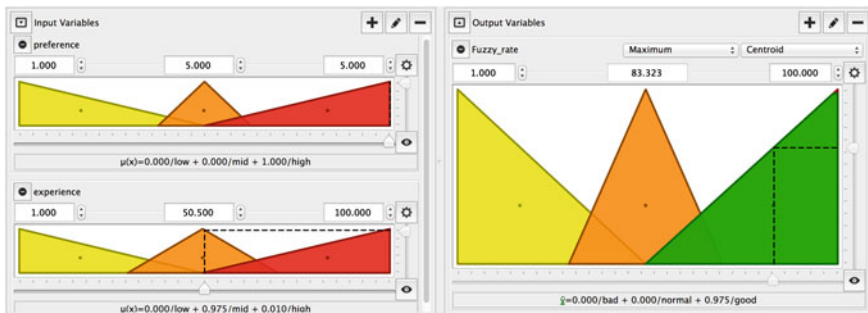 Input Variables
preference
1.000 5.000 5.000
μ(x)=0.000/low + 0.000/mid + 1.000/high
experience
1.000 50.500 100.000
μ(x)=0.000/low + 0.975/mid + 0.010/high
Output Variables
Fuzzy_rate Maximum Centroid
1.000 83.323 100.000
ỹ=0.000/bad + 0.000/normal + 0.975/good